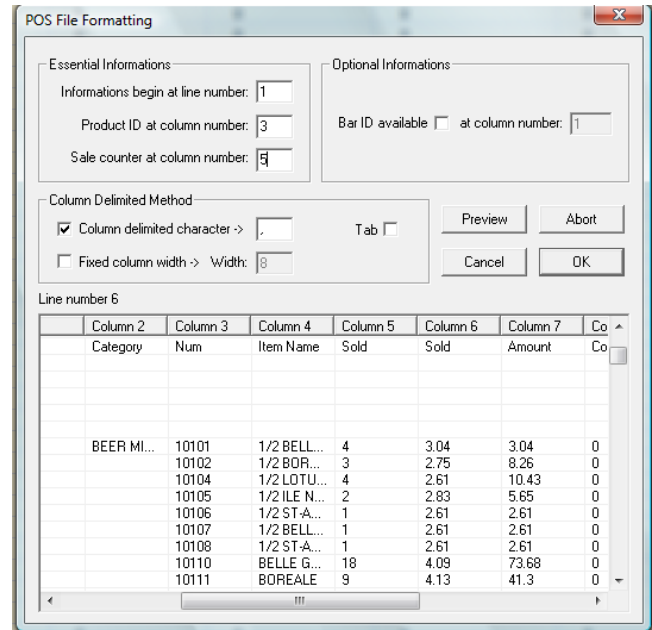 POS File Formatting
Essential Informations
Informations begin at line number: 1
Product ID at column number: 3
Sale counter at column number: 5
Optional Informations
Bar ID available at column number: 1
Column Delimited Method
Column delimited character -> , Tab
Fixed column width -> Width: 8
Preview Abort
Cancel OK
Line number 6
Column 2 Column 3 Column 4 Column 5 Column 6 Column 7 Co
Category Num Item Name Sold Sold Amount Co
BEER MI... 10101 1/2 BELL... 4 3.04 3.04 0
10102 1/2 BOR... 3 2.75 8.26 0
10104 1/2 LOTU... 4 2.61 10.43 0
10105 1/2 ILE N... 2 2.83 5.65 0
10106 1/2 ST-A... 1 2.61 2.61 0
10107 1/2 BELL... 1 2.61 2.61 0
10108 1/2 ST-A... 1 2.61 2.61 0
10110 BELLE G... 18 4.09 73.68 0
10111 BOREALE 9 4.13 41.3 0